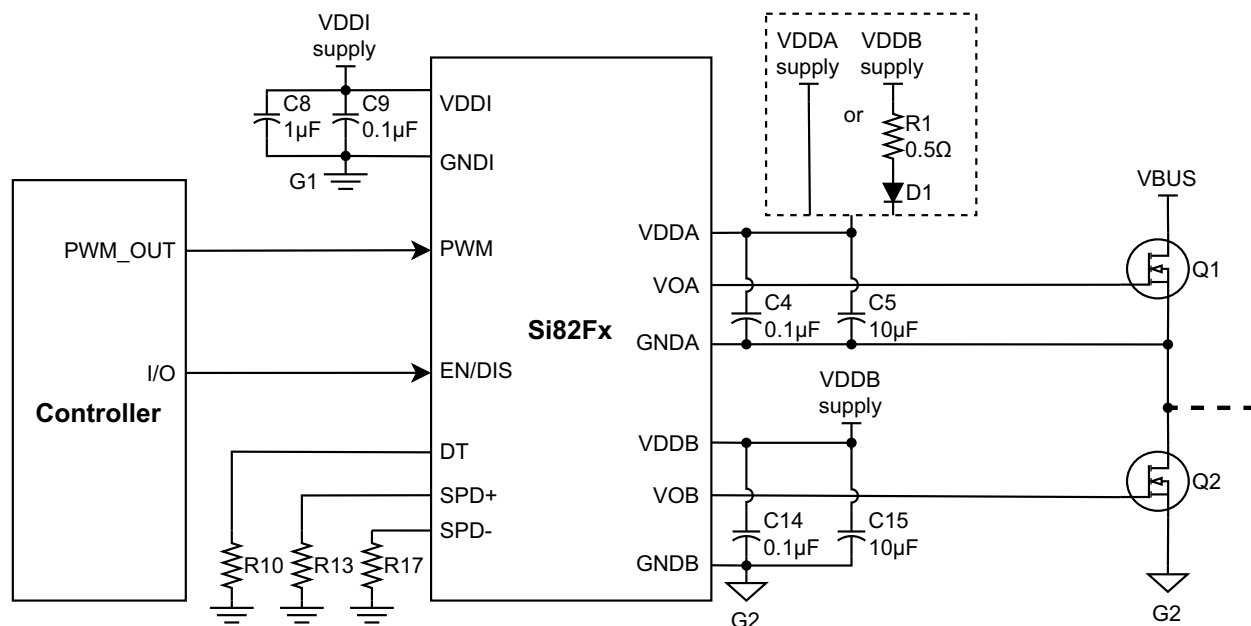 VDDI
supply
C8
1µF
C9
0.1µF
G1
VDDI
GNDI
PWM
EN/DIS
DT
SPD+
SPD-
Si82Fx
VDDA
VOA
GNDA
VDDB
VOB
GNDB
Controller
PWM_OUT
I/O
R10
R13
R17
VDDA
supply
or
VDDB
supply
R1
0.5Ω
D1
C4
0.1µF
C5
10µF
VDDB
supply
C14
0.1µF
C15
10µF
G2
VBUS
Q1
Q2
G2